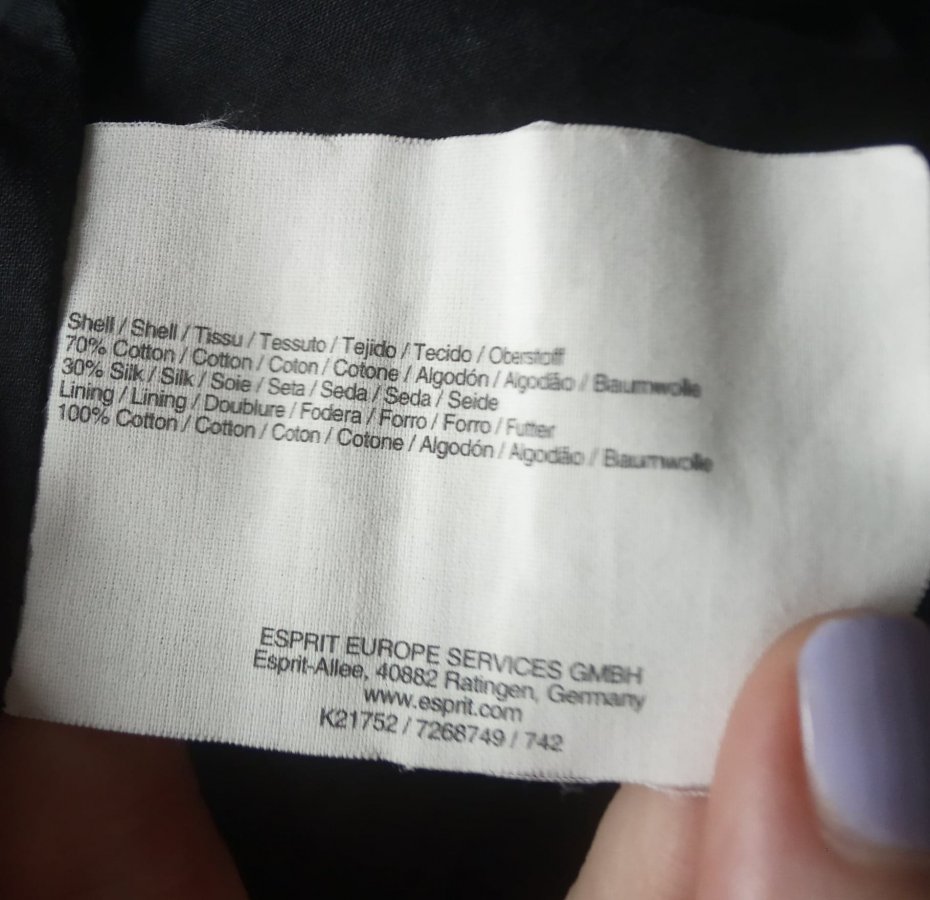 Shell / Shell / Tissu / Tessuto / Tejido / Tecido / Oberstoff
70% Cotton / Cotton / Coton / Cotone / Algodón / Algodão / Baumwolle
30% Silk / Silk / Soie / Seta / Seda / Seda / Seide
Lining / Lining / Doublure / Fodera / Forro / Forro / Futter
100% Cotton / Cotton / Coton / Cotone / Algodón / Algodão / Baumwolle
ESPRIT EUROPE SERVICES GMBH
Esprit-Allee, 40882 Ratingen, Germany
www.esprit.com
K21752 / 7268749 / 742